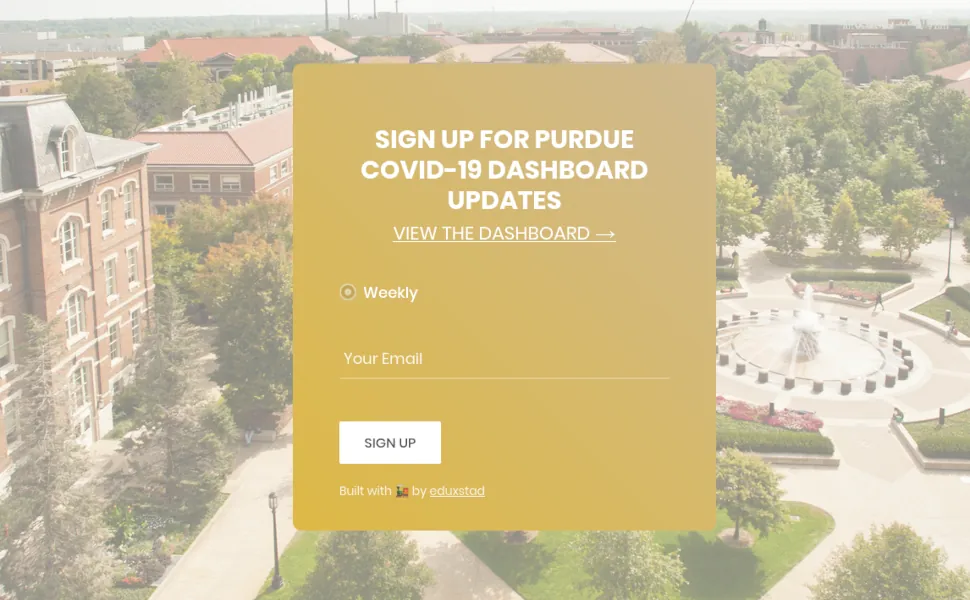 SIGN UP FOR PURDUE
COVID-19 DASHBOARD
UPDATES
VIEW THE DASHBOARD →
Weekly
Your Email
SIGN UP
Built with 🚂 by eduxstad